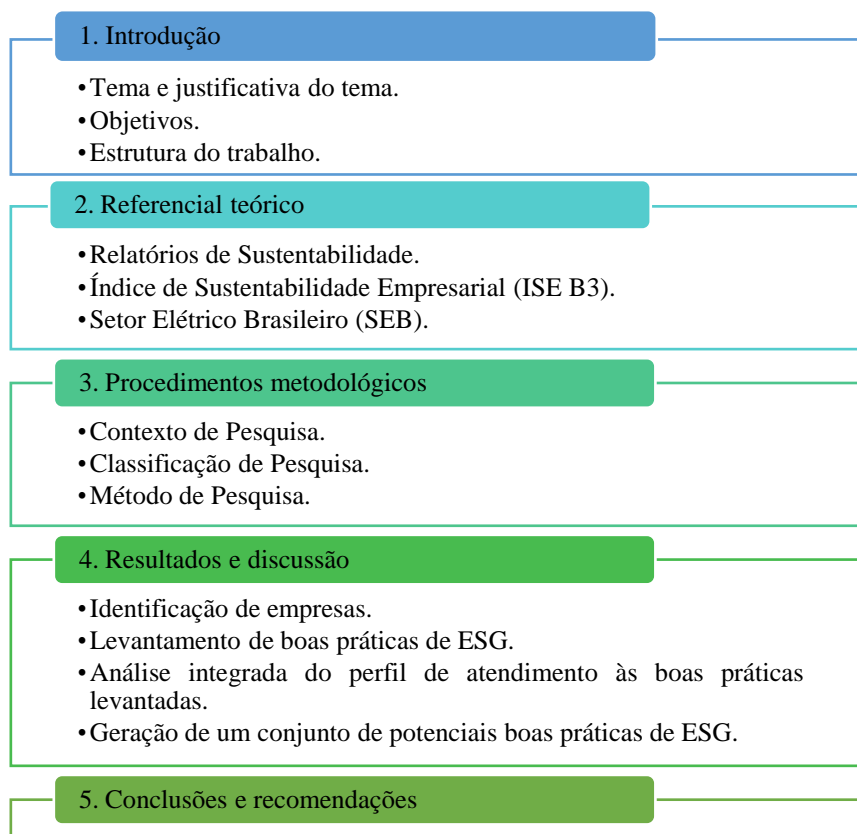 1. Introdução
•Tema e justificativa do tema.
•Objetivos.
•Estrutura do trabalho.
2. Referencial teórico
•Relatórios de Sustentabilidade.
•Índice de Sustentabilidade Empresarial (ISE B3).
•Setor Elétrico Brasileiro (SEB).
3. Procedimentos metodológicos
•Contexto de Pesquisa.
•Classificação de Pesquisa.
•Método de Pesquisa.
4. Resultados e discussão
•Identificação de empresas.
•Levantamento de boas práticas de ESG.
•Análise integrada do perfil de atendimento às boas práticas
levantadas.
•Geração de um conjunto de potenciais boas práticas de ESG.
5. Conclusões e recomendações